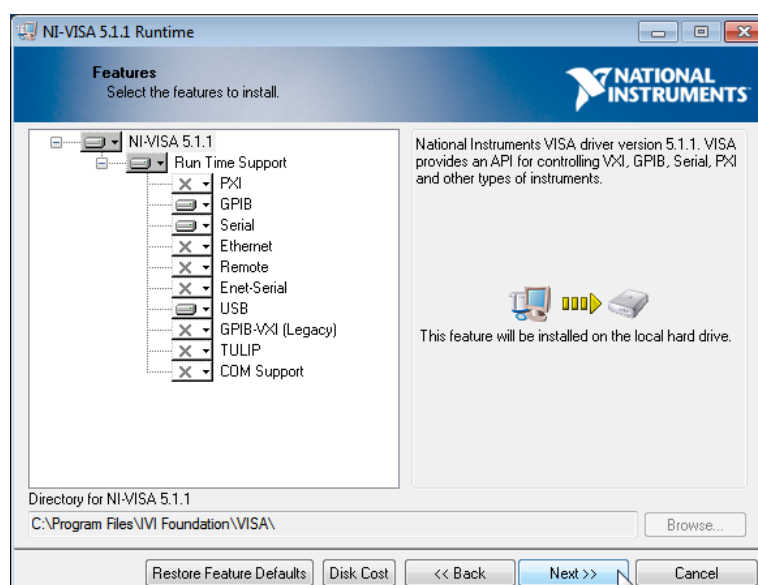 NI-VISA 5.1.1 Runtime
Features
Select the features to install.
NATIONAL
INSTRUMENTS
NI-VISA 5.1.1
Run Time Support
PXI
GPIB
Serial
Ethernet
Remote
Enet-Serial
USB
GPIB-VXI (Legacy)
TULIP
COM Support
National Instruments VISA driver version 5.1.1. VISA
provides an API for controlling VXI, GPIB, Serial, PXI
and other types of instruments.
This feature will be installed on the local hard drive.
Directory for NI-VISA 5.1.1
C:\Program Files\IVI Foundation\VISA\
Browse...
Restore Feature Defaults
Disk Cost
<< Back
Next >>
Cancel